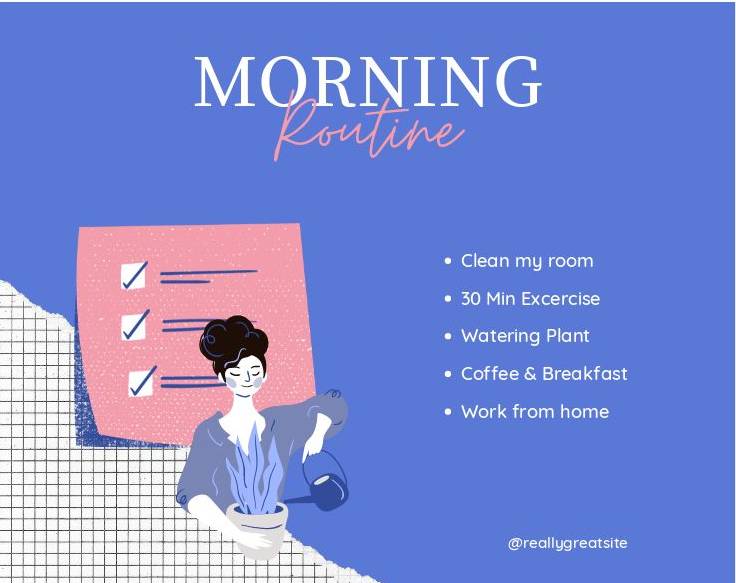 MORNING
Routine
Clean my room
30 Min Excercise
Watering Plant
Coffee & Breakfast
Work from home
@reallygreatsite